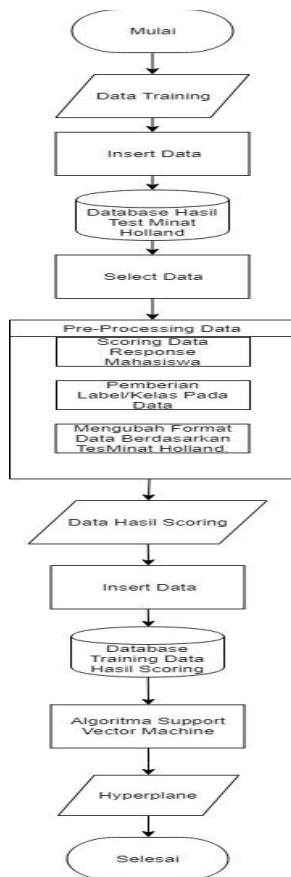 Mulai
Data Training
Insert Data
Database Hasil
Test Minat
Holland
Select Data
Pre-Processing Data
Scoring Data
Response
Mahasiswa
Pemberian
Label/Kelas Pada
Data
Mengubah Format
Data Berdasarkan
TesMinat Holland.
Data Hasil Scoring
Insert Data
Database
Training Data
Hasil Scoring
Algoritma Support
Vector Machine
Hyperplane
Selesai